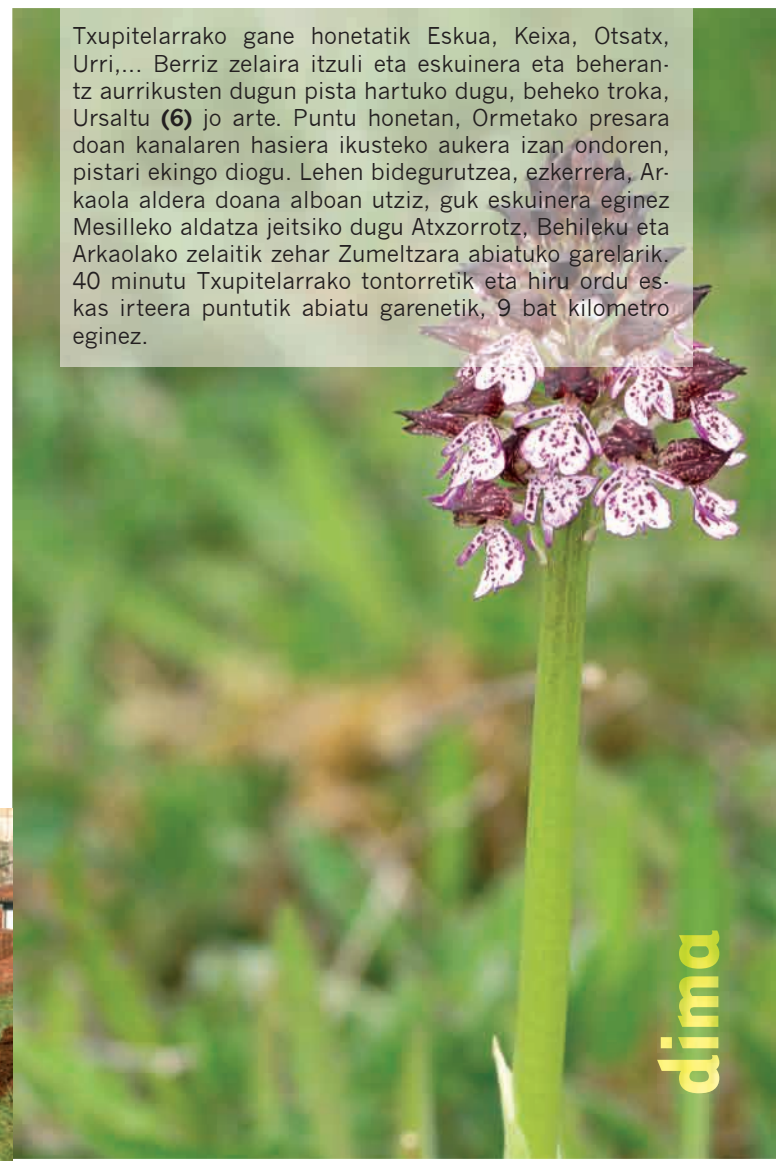 Txupitelarrako gane honetatik Eskua, Keixa, Otsatx,
Urri,... Berriz zelaira itzuli eta eskuinera eta beheran-
tz aurrikusten dugun pista hartuko dugu, beheko troka,
Ursaltu (6) jo arte. Puntu honetan, Ormetako presara
doan kanalaren hasiera ikusteko aukera izan ondoren,
pistari ekingo diogu. Lehen bidegurutzea, ezkerrera, Ar-
kaola aldera doana alboan utziz, guk eskuinera eginez
Mesilleko aldatza jeitsiko dugu Atxzorrotz, Behileku eta
Arkaolako zelaitik zehar Zumeltzara abiatuko garelarik.
40 minutu Txupitelarrako tontorretik eta hiru ordu es-
kas irteera puntutik abiatu garenetik, 9 bat kilometro
eginez.
dima